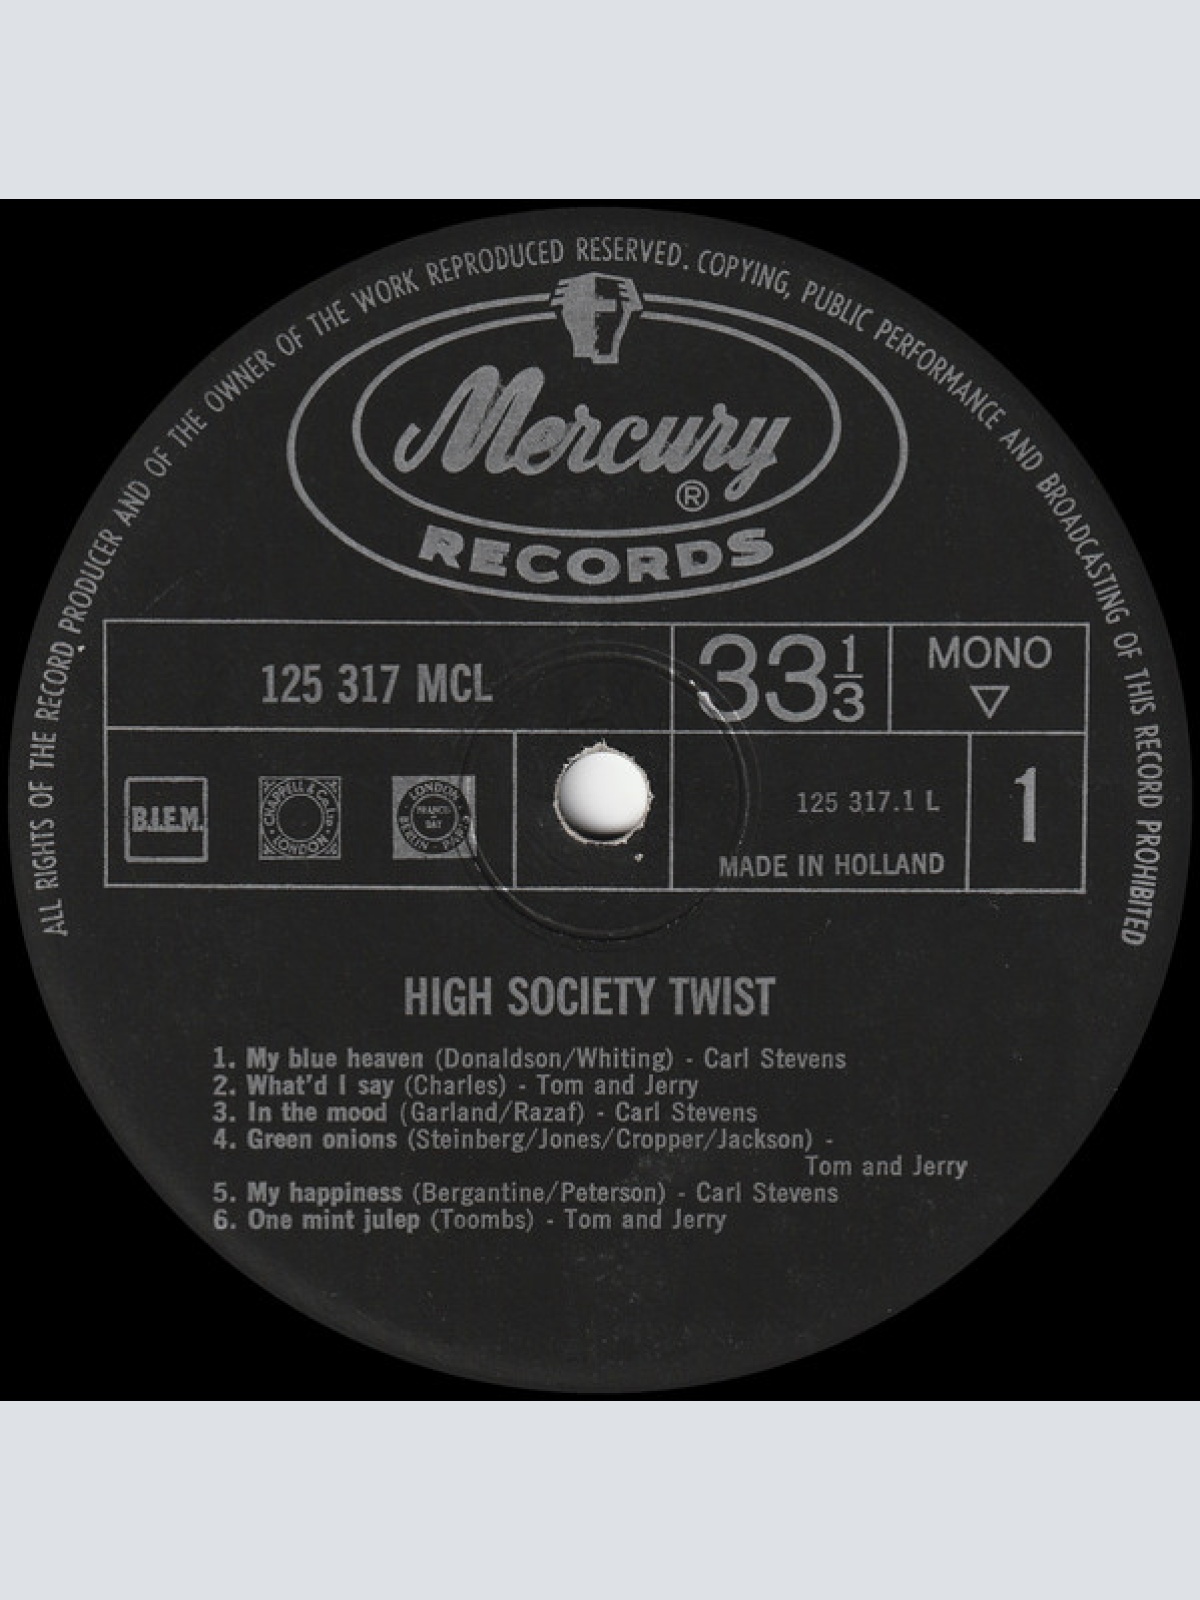 ALL RIGHTS OF THE RECORD PRODUCER AND OF THE OWNER OF THE WORK REPRODUCED RESERVED. COPYING, PUBLIC PERFORMANCE AND BROADCASTING OF THIS RECORD PROHIBITED
Mercury
®
RECORDS
125 317 MCL
33 1/3
MONO
▽
B.I.E.M.
CHAPPELL & Co. Ltd.
LONDON
LONDON
FRANCIS
DAY
BERLIN - PARIS
125 317.1 L
MADE IN HOLLAND
1
HIGH SOCIETY TWIST
1. My blue heaven (Donaldson/Whiting) - Carl Stevens
2. What'd I say (Charles) - Tom and Jerry
3. In the mood (Garland/Razaf) - Carl Stevens
4. Green onions (Steinberg/Jones/Cropper/Jackson) -
Tom and Jerry
5. My happiness (Bergantine/Peterson) - Carl Stevens
6. One mint julep (Toombs) - Tom and Jerry